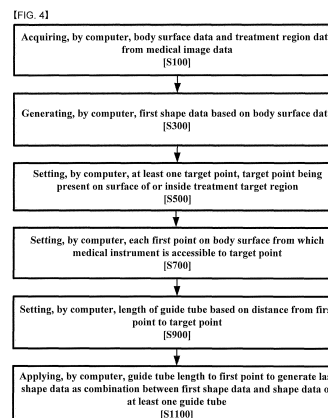 [FIG. 4]
Acquiring, by computer, body surface data and treatment region dat
from medical image data
[S100]
Generating, by computer, first shape data based on body surface dat
[S300]
Setting, by computer, at least one target point, target point being
present on surface of or inside treatment target region
[S500]
Setting, by computer, each first point on body surface from which
medical instrument is accessible to target point
[S700]
Setting, by computer, length of guide tube based on distance from firs
point to target point
[S900]
Applying, by computer, guide tube length to first point to generate las
shape data as combination between first shape data and shape data o
at least one guide tube
[S1100]